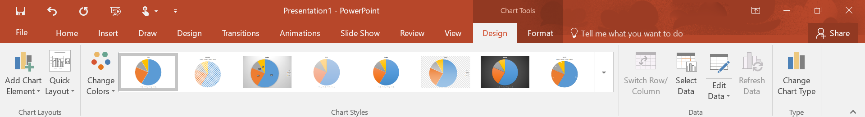 Presentation1 - PowerPoint
Chart Tools
File Home Insert Draw Design Transitions Animations Slide Show Review View Design Format Tell me what you want to do Share
Add Chart Quick Change Switch Row/ Select Edit Refresh Change
Element Layout Colors Column Data Data Data Chart Type
Chart Layouts Chart Styles Data Type